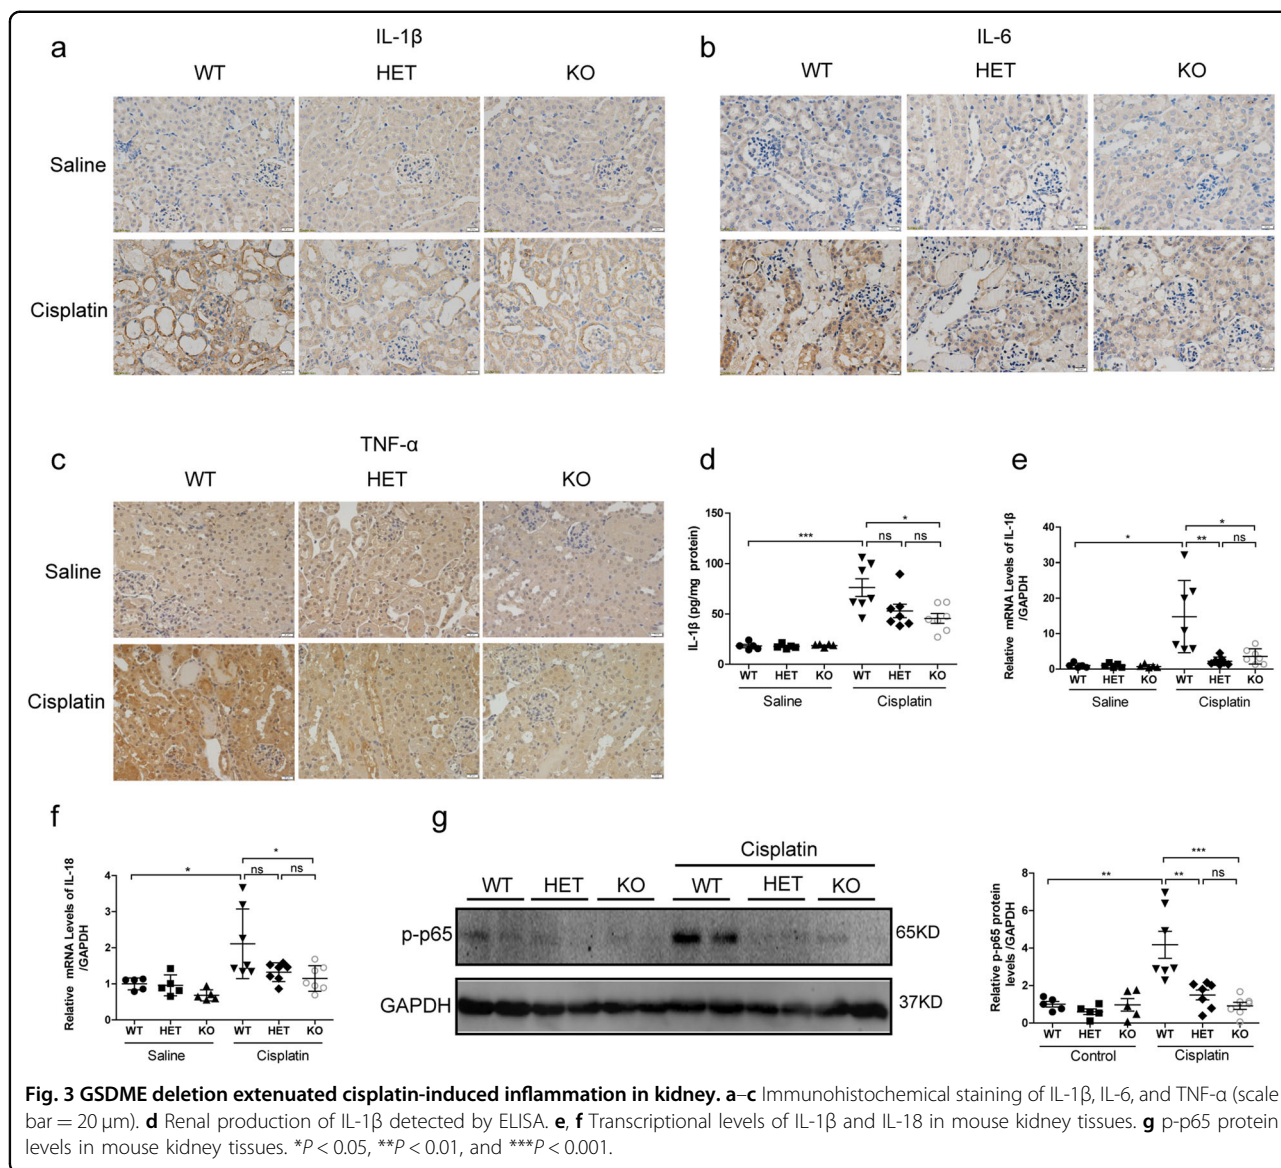 a
IL-1β
WT HET KO
Saline
Cisplatin
b
IL-6
WT HET KO
c
TNF-α
WT HET KO
Saline
Cisplatin
d
IL-1β (pg/mg protein)
150
100
50
0
*** ns ns *
WT HET KO WT HET KO
Saline Cisplatin
e
Relative mRNA Levels of IL-1β
/GAPDH
40
30
20
10
0
* ** ns *
WT HET KO WT HET KO
Saline Cisplatin
f
Relative mRNA Levels of IL-18
/GAPDH
4
3
2
1
0
* ns ns *
WT HET KO WT HET KO
Saline Cisplatin
g
Cisplatin
WT HET KO WT HET KO
p-p65 65KD
GAPDH 37KD
Relative p-p65 protein
levels /GAPDH
8
6
4
2
0
** ** ns ***
WT HET KO WT HET KO
Control Cisplatin
Fig. 3 GSDME deletion extenuated cisplatin-induced inflammation in kidney. a–c Immunohistochemical staining of IL-1β, IL-6, and TNF-α (scale
bar = 20 μm). d Renal production of IL-1β detected by ELISA. e, f Transcriptional levels of IL-1β and IL-18 in mouse kidney tissues. g p-p65 protein
levels in mouse kidney tissues. *P < 0.05, **P < 0.01, and ***P < 0.001.